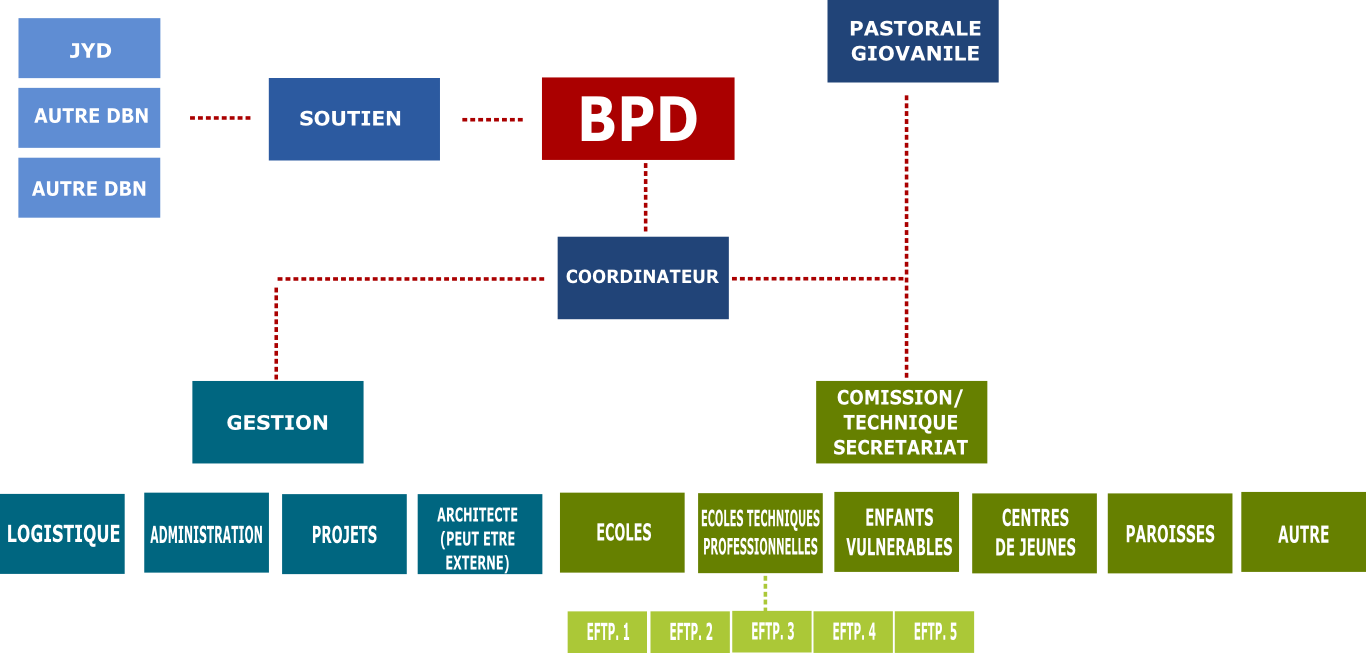 JYD
AUTRE DBN
AUTRE DBN
SOUTIEN
BPD
PASTORALE
GIOVANILE
COORDINATEUR
GESTION
COMISSION/
TECHNIQUE
SECRETARIAT
LOGISTIQUE
ADMINISTRATION
PROJETS
ARCHITECTE
(PEUT ETRE
EXTERNE)
ECOLES
ECOLES TECHNIQUES
PROFESSIONNELLES
ENFANTS
VULNERABLES
CENTRES
DE JEUNES
PAROISSES
AUTRE
EFTP. 1
EFTP. 2
EFTP. 3
EFTP. 4
EFTP. 5